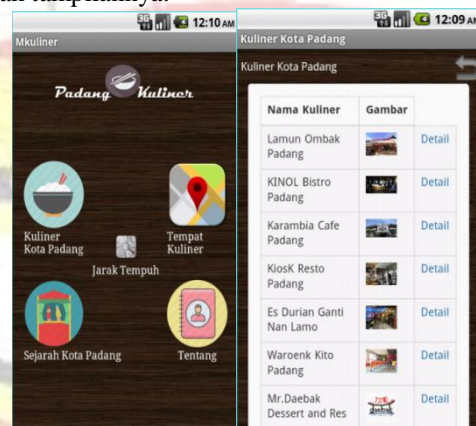 3G
12:10 AM
Mkuliner
Padang Kuliner
Kuliner
Kota Padang
Tempat
Kuliner
Jarak Tempuh
Sejarah Kota Padang
Tentang
3G
12:09 AM
Kuliner Kota Padang
Kuliner Kota Padang
Nama Kuliner
Gambar
Lamun Ombak
Padang
Detail
KINOL Bistro
Padang
Detail
Karambia Cafe
Padang
Detail
KiosK Resto
Padang
Detail
Es Durian Ganti
Nan Lamo
Detail
Waroenk Kito
Padang
Detail
Mr.Daebak
Dessert and Res
Detail